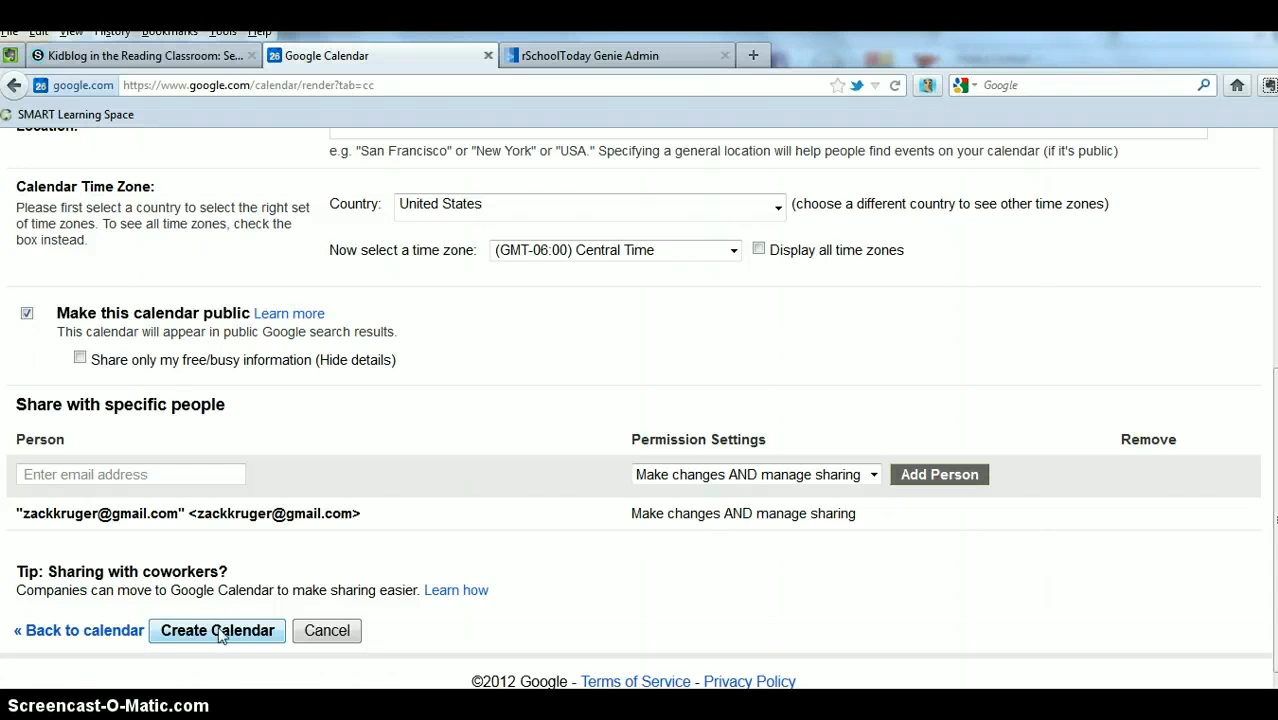 File Edit View History Bookmarks Tools Help
Kidblog in the Reading Classroom: Se...
Google Calendar
rSchoolToday Genie Admin
google.com https://www.google.com/calendar/render?tab=cc
Google
SMART Learning Space
Location:
e.g. "San Francisco" or "New York" or "USA." Specifying a general location will help people find events on your calendar (if it's public)
Calendar Time Zone:
Please first select a country to select the right set
of time zones. To see all time zones, check the
box instead.
Country: United States (choose a different country to see other time zones)
Now select a time zone: (GMT-06:00) Central Time Display all time zones
Make this calendar public Learn more
This calendar will appear in public Google search results.
Share only my free/busy information (Hide details)
Share with specific people
Person Permission Settings Remove
Enter email address Make changes AND manage sharing Add Person
"zackkruger@gmail.com" <zackkruger@gmail.com> Make changes AND manage sharing
Tip: Sharing with coworkers?
Companies can move to Google Calendar to make sharing easier. Learn how
« Back to calendar Create Calendar Cancel
©2012 Google - Terms of Service - Privacy Policy
Screencast-O-Matic.com